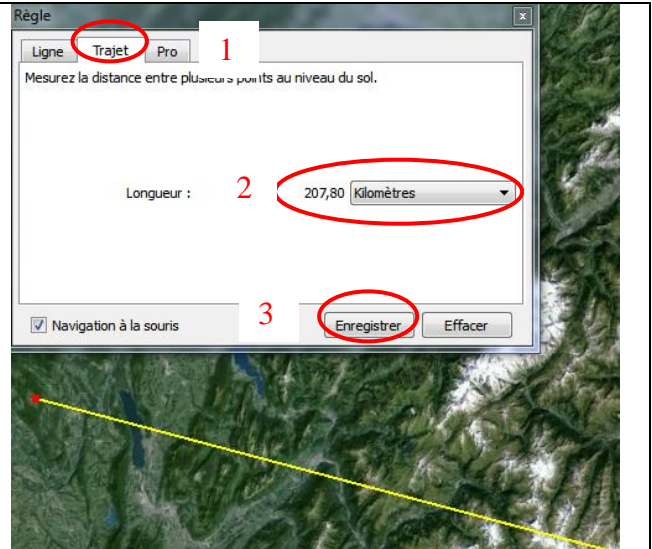 Règle
Ligne Trajet Pro 1
Mesurez la distance entre plusieurs points au niveau du sol.
Longueur : 2 207,80 Kilomètres
3
Navigation à la souris Enregistrer Effacer